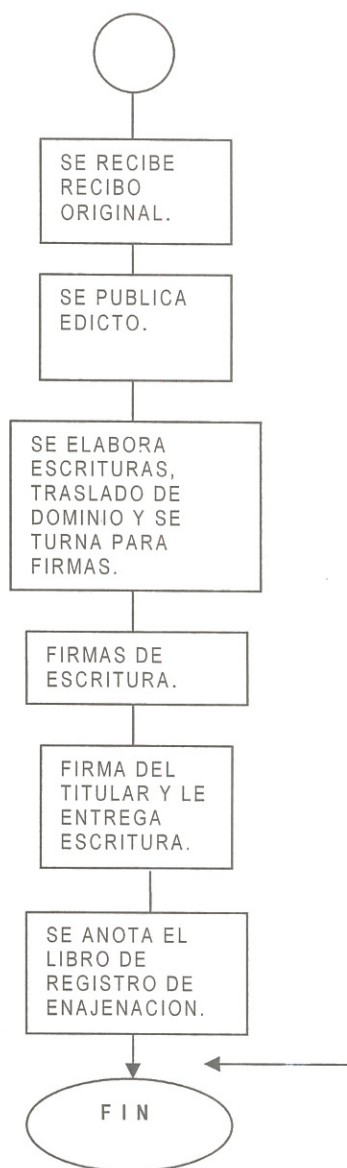 SE RECIBE
RECIBO
ORIGINAL.
SE PUBLICA
EDICTO.
SE ELABORA
ESCRITURAS,
TRASLADO DE
DOMINIO Y SE
TURNA PARA
FIRMAS.
FIRMAS DE
ESCRITURA.
FIRMA DEL
TITULAR Y LE
ENTREGA
ESCRITURA.
SE ANOTA EL
LIBRO DE
REGISTRO DE
ENAJENACION.
FIN